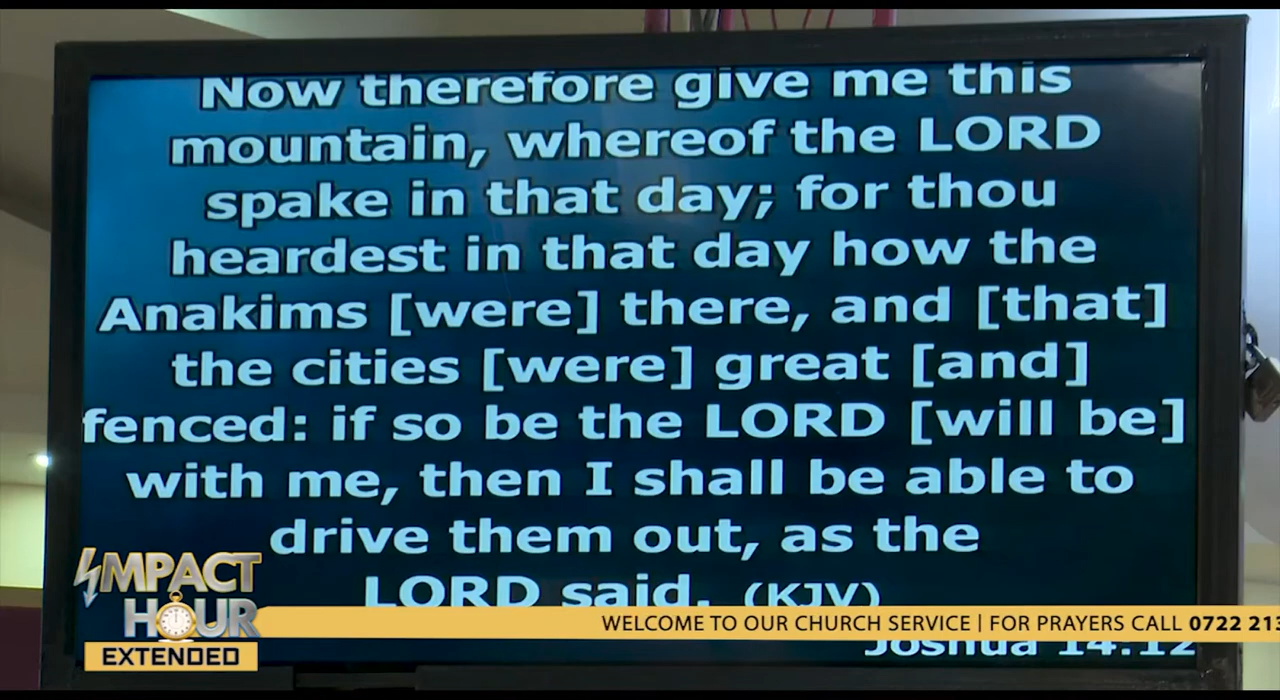 Now therefore give me this
mountain, whereof the LORD
spake in that day; for thou
heardest in that day how the
Anakims [were] there, and [that]
the cities [were] great [and]
fenced: if so be the LORD [will be]
with me, then I shall be able to
drive them out, as the
LORD said. (KJV)
Joshua 14:12
IMPACT
HOUR
EXTENDED
WELCOME TO OUR CHURCH SERVICE | FOR PRAYERS CALL 0722 213